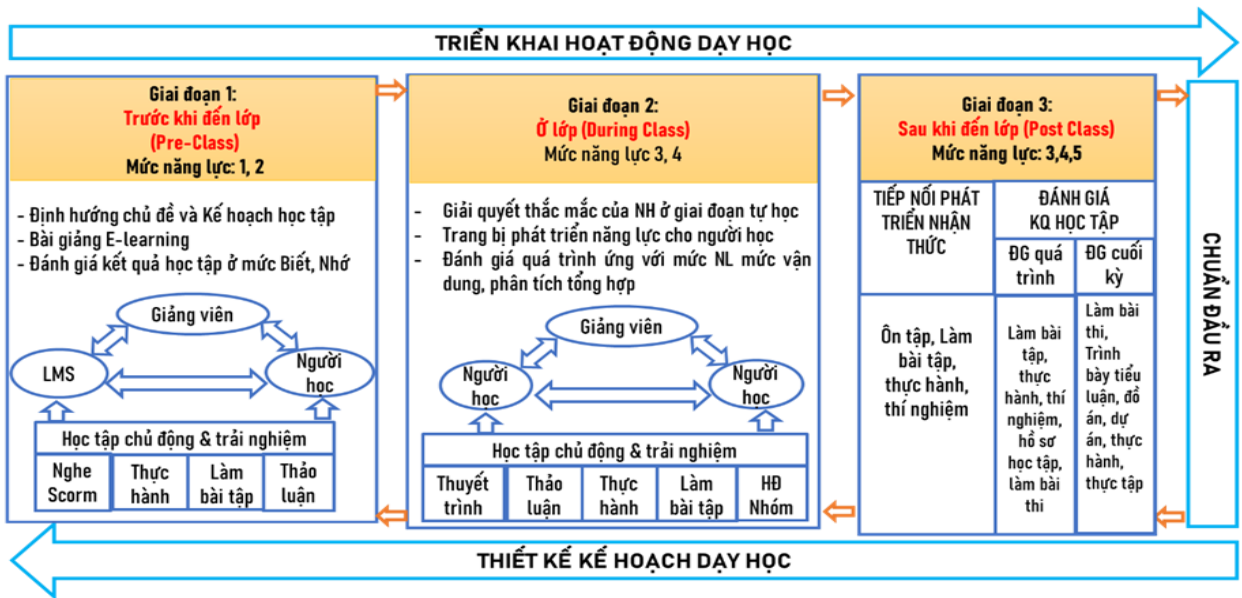 TRIỂN KHAI HOẠT ĐỘNG DẠY HỌC
Giai đoạn 1:
Trước khi đến lớp
(Pre-Class)
Mức năng lực: 1, 2
- Định hướng chủ đề và Kế hoạch học tập
- Bài giảng E-learning
- Đánh giá kết quả học tập ở mức Biết, Nhớ
Giảng viên
LMS
Người
học
Học tập chủ động & trải nghiệm
Nghe
Scorm
Thực
hành
Làm
bài tập
Thảo
luận
Giai đoạn 2:
Ở lớp (During Class)
Mức năng lực 3, 4
- Giải quyết thắc mắc của NH ở giai đoạn tự học
- Trang bị phát triển năng lực cho người học
- Đánh giá quá trình ứng với mức NL mức vận
dung, phân tích tổng hợp
Giảng viên
Người
học
Người
học
Học tập chủ động & trải nghiệm
Thuyết
trình
Thảo
luận
Thực
hành
Làm
bài tập
HĐ
Nhóm
Giai đoạn 3:
Sau khi đến lớp (Post Class)
Mức năng lực: 3,4,5
TIẾP NỐI PHÁT
TRIỂN NHẬN
THỨC
ĐÁNH GIÁ
KQ HỌC TẬP
ĐG quá
trình
ĐG cuối
kỳ
Ôn tập, Làm
bài tập,
thực hành,
thí nghiệm
Làm bài
tập,
thực
hành, thí
nghiệm,
hồ sơ
học tập,
làm bài
thi
Làm bài
thi,
Trình
bày tiểu
luận, đồ
án, dự
án, thực
hành,
thực tập
CHUẨN ĐẦU RA
THIẾT KẾ KẾ HOẠCH DẠY HỌC